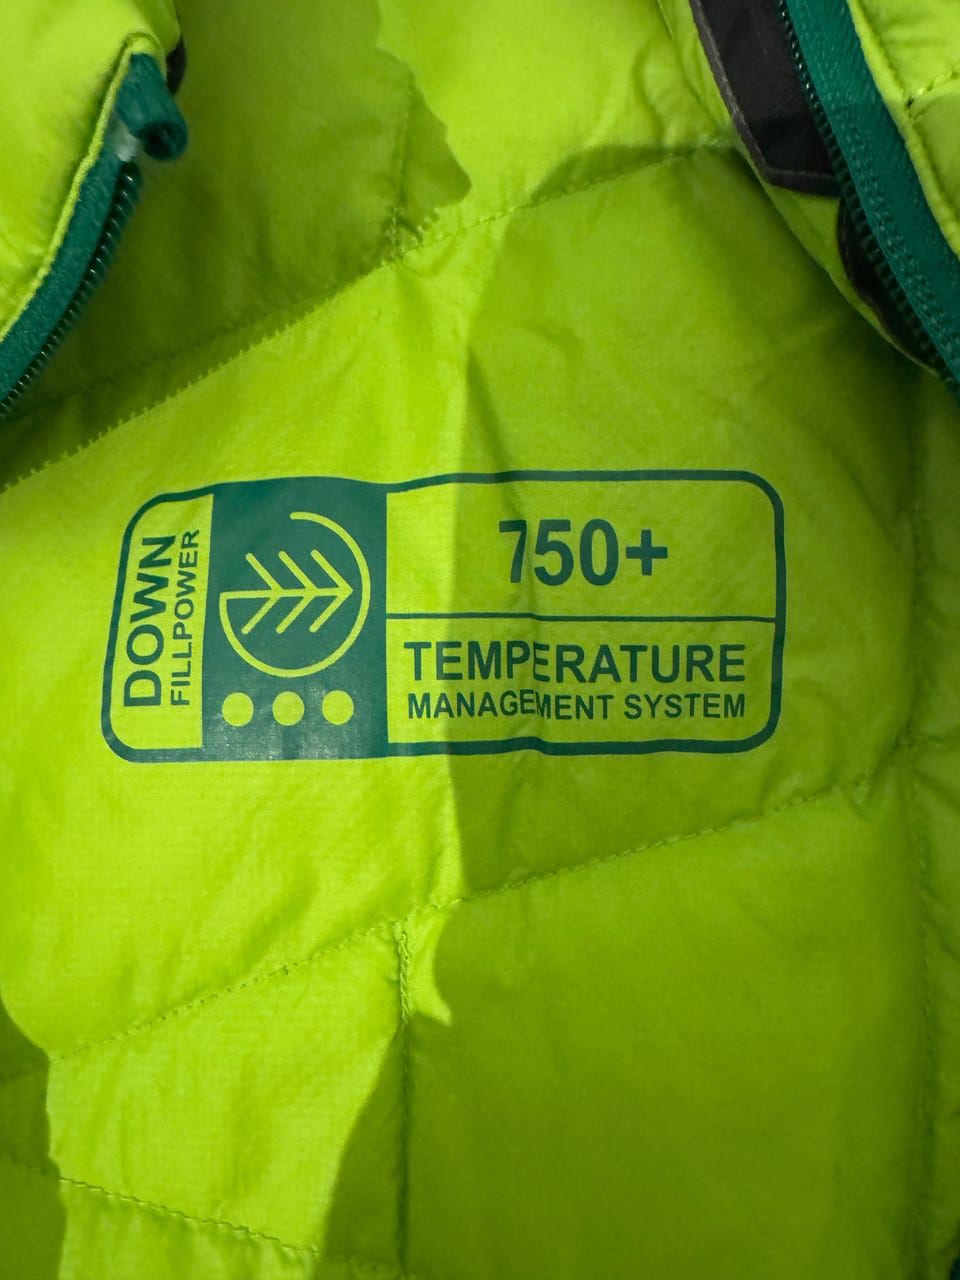 DOWN
FILLPOWER
750+
TEMPERATURE
MANAGEMENT SYSTEM